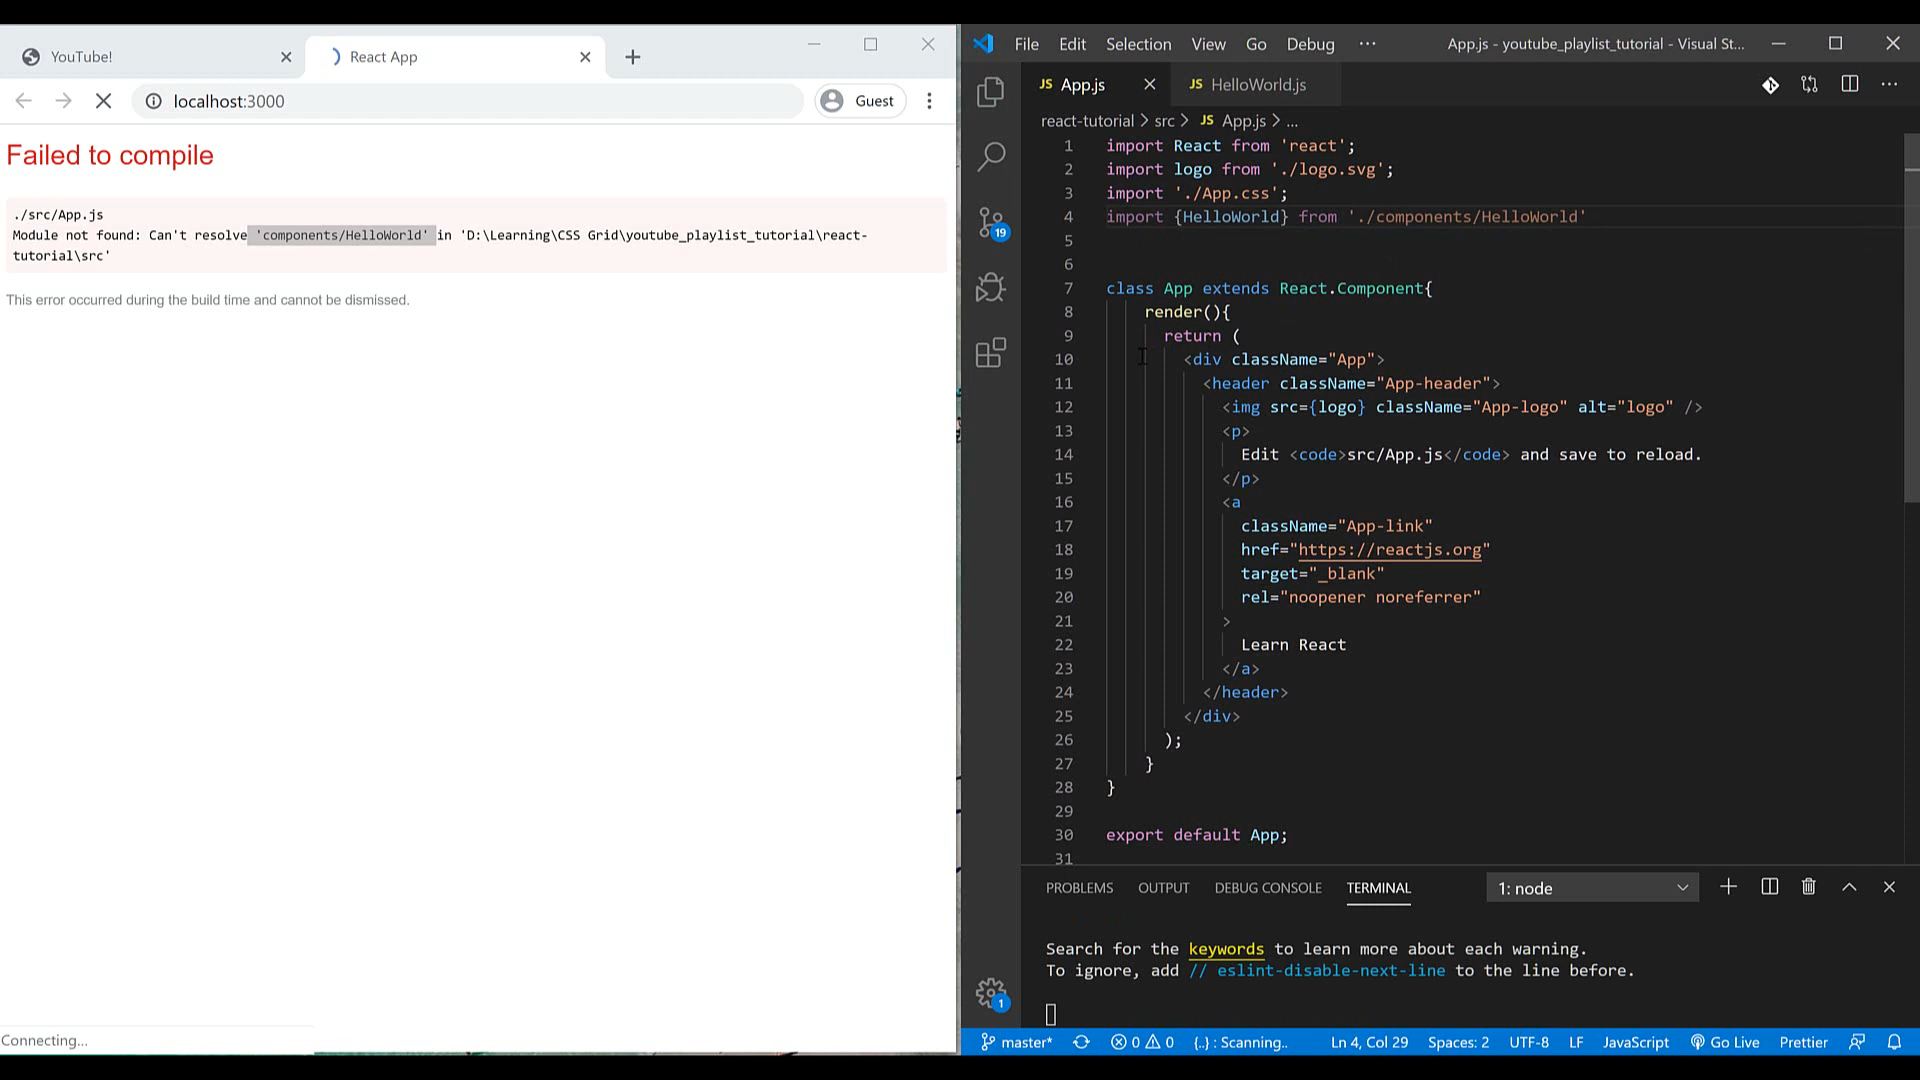 YouTube!
React App
localhost:3000
Guest
Failed to compile
./src/App.js
Module not found: Can't resolve 'components/HelloWorld' in 'D:\Learning\CSS Grid\youtube_playlist_tutorial\react-
tutorial\src'
This error occurred during the build time and cannot be dismissed.
Connecting...
File Edit Selection View Go Debug ··· App.js - youtube_playlist_tutorial - Visual St...
JS App.js
JS HelloWorld.js
react-tutorial > src > JS App.js > ...
1 import React from 'react';
2 import logo from './logo.svg';
3 import './App.css';
4 import {HelloWorld} from './components/HelloWorld'
5
6
7 class App extends React.Component{
8 render(){
9 return (
10 <div className="App">
11 <header className="App-header">
12 <img src={logo} className="App-logo" alt="logo" />
13 <p>
14 Edit <code>src/App.js</code> and save to reload.
15 </p>
16 <a
17 className="App-link"
18 href="https://reactjs.org"
19 target="_blank"
20 rel="noopener noreferrer"
21 >
22 Learn React
23 </a>
24 </header>
25 </div>
26 );
27 }
28 }
29
30 export default App;
31
19
1
PROBLEMS OUTPUT DEBUG CONSOLE TERMINAL 1: node
Search for the keywords to learn more about each warning.
To ignore, add // eslint-disable-next-line to the line before.
master* 0 0 {..} : Scanning.. Ln 4, Col 29 Spaces: 2 UTF-8 LF JavaScript Go Live Prettier